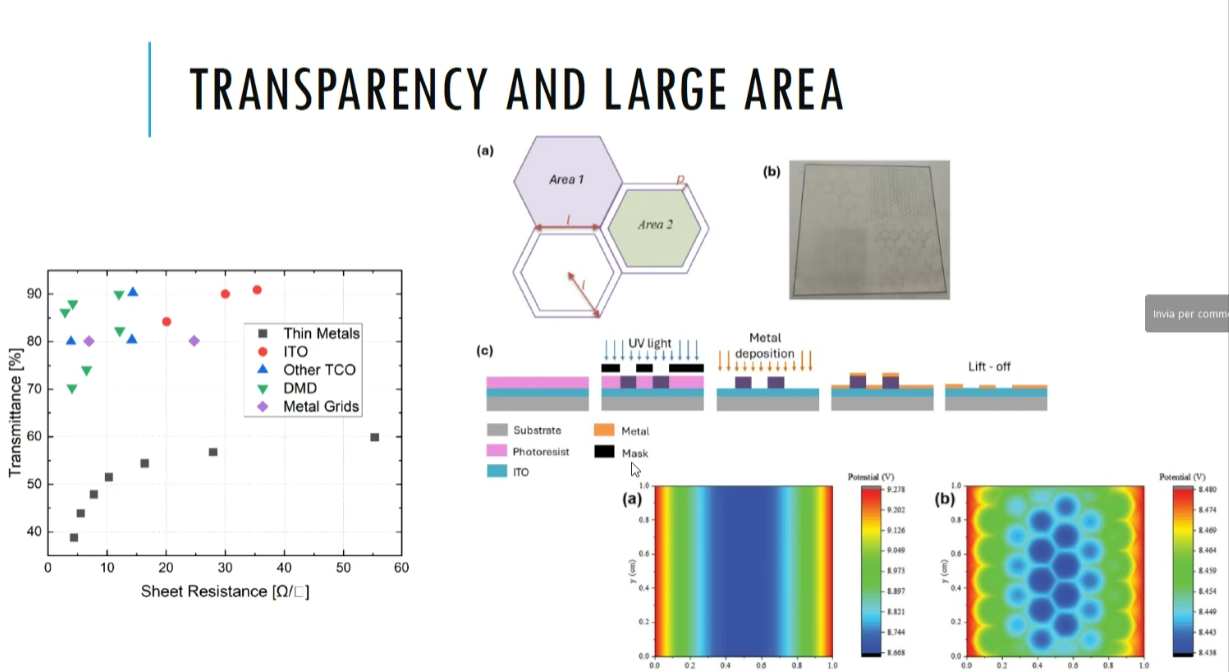 TRANSPARENCY AND LARGE AREA
(a)
Area 1
p
l
Area 2
l
(b)
Invia per comme
Transmittance [%]
90
80
70
60
50
40
0 10 20 30 40 50 60
Sheet Resistance [Ω/□]
Thin Metals
ITO
Other TCO
DMD
Metal Grids
(c)
UV light
Metal
deposition
Lift - off
Substrate
Metal
Photoresist
Mask
ITO
(a)
y (cm)
1.0
0.8
0.6
0.4
0.2
0.0
0.0 0.2 0.4 0.6 0.8 1.0
Potential (V)
9.278
9.202
9.126
9.049
8.973
8.897
8.821
8.744
8.668
(b)
y (cm)
1.0
0.8
0.6
0.4
0.2
0.0
0.0 0.2 0.4 0.6 0.8 1.0
Potential (V)
8.480
8.474
8.469
8.464
8.459
8.454
8.449
8.443
8.438